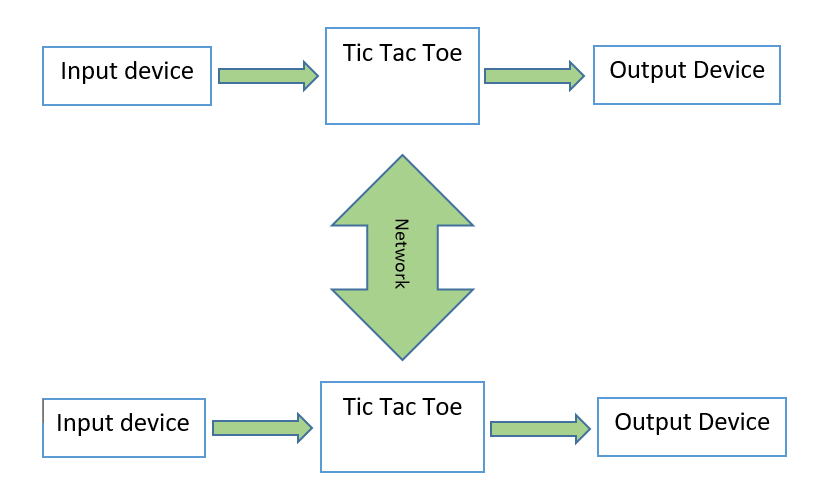 Input device
Tic Tac Toe
Output Device
Network
Input device
Tic Tac Toe
Output Device